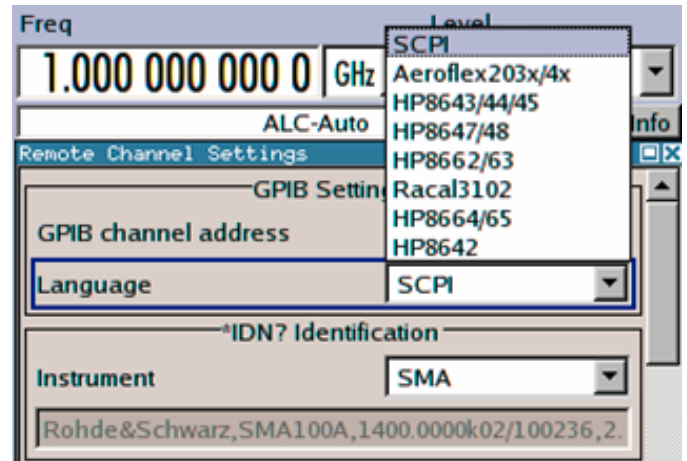 Freq Level
1.000 000 000 0 GHz
ALC-Auto Info
Remote Channel Settings
GPIB Settin
GPIB channel address
Language SCPI
SCPI
Aeroflex203x/4x
HP8643/44/45
HP8647/48
HP8662/63
Racal3102
HP8664/65
HP8642
*IDN? Identification
Instrument SMA
Rohde&Schwarz,SMA100A,1400.0000k02/100236,2.